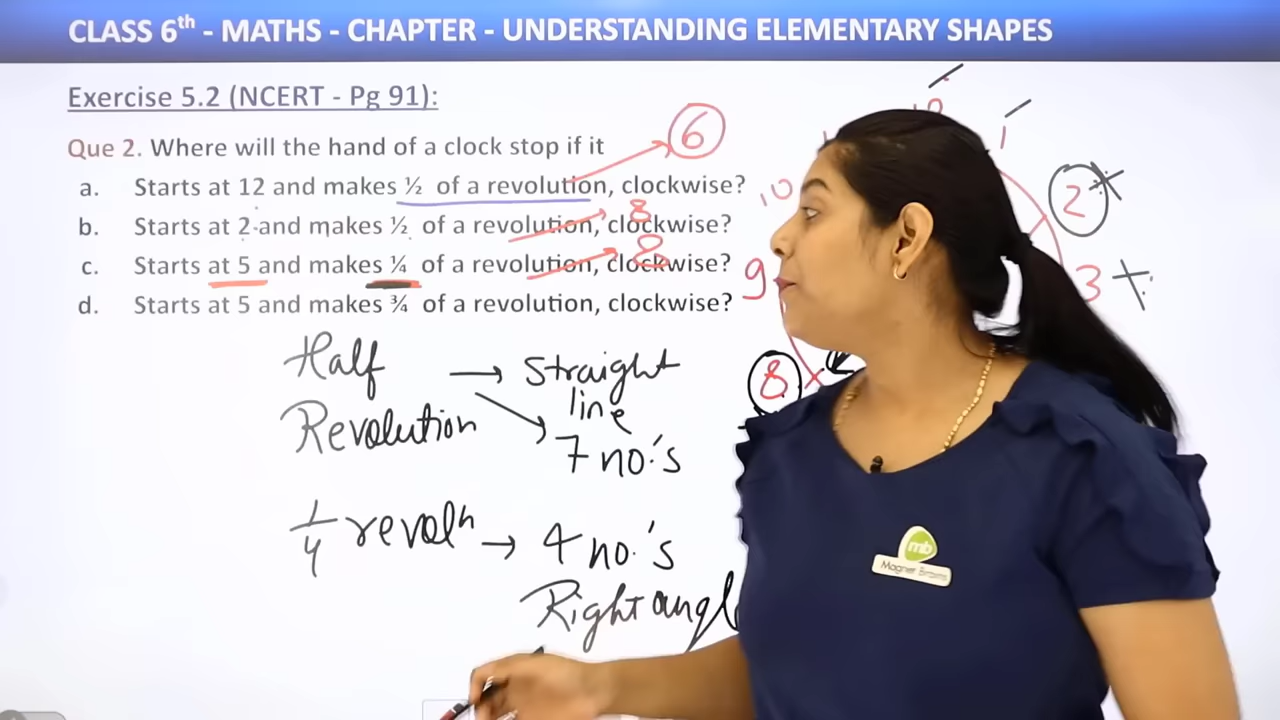 CLASS 6th - MATHS - CHAPTER - UNDERSTANDING ELEMENTARY SHAPES
Exercise 5.2 (NCERT - Pg 91):
Que 2. Where will the hand of a clock stop if it
6
a. Starts at 12 and makes ½ of a revolution, clockwise?
b. Starts at 2 and makes ½ of a revolution, clockwise?
8
c. Starts at 5 and makes ¼ of a revolution, clockwise?
8
d. Starts at 5 and makes ¾ of a revolution, clockwise?
1
10
2
9
3
8
Half
Revolution
→ Straight
line
7 no.'s
1/4 revolⁿ → 4 no.'s
Right angl
mb
Magnet Brains